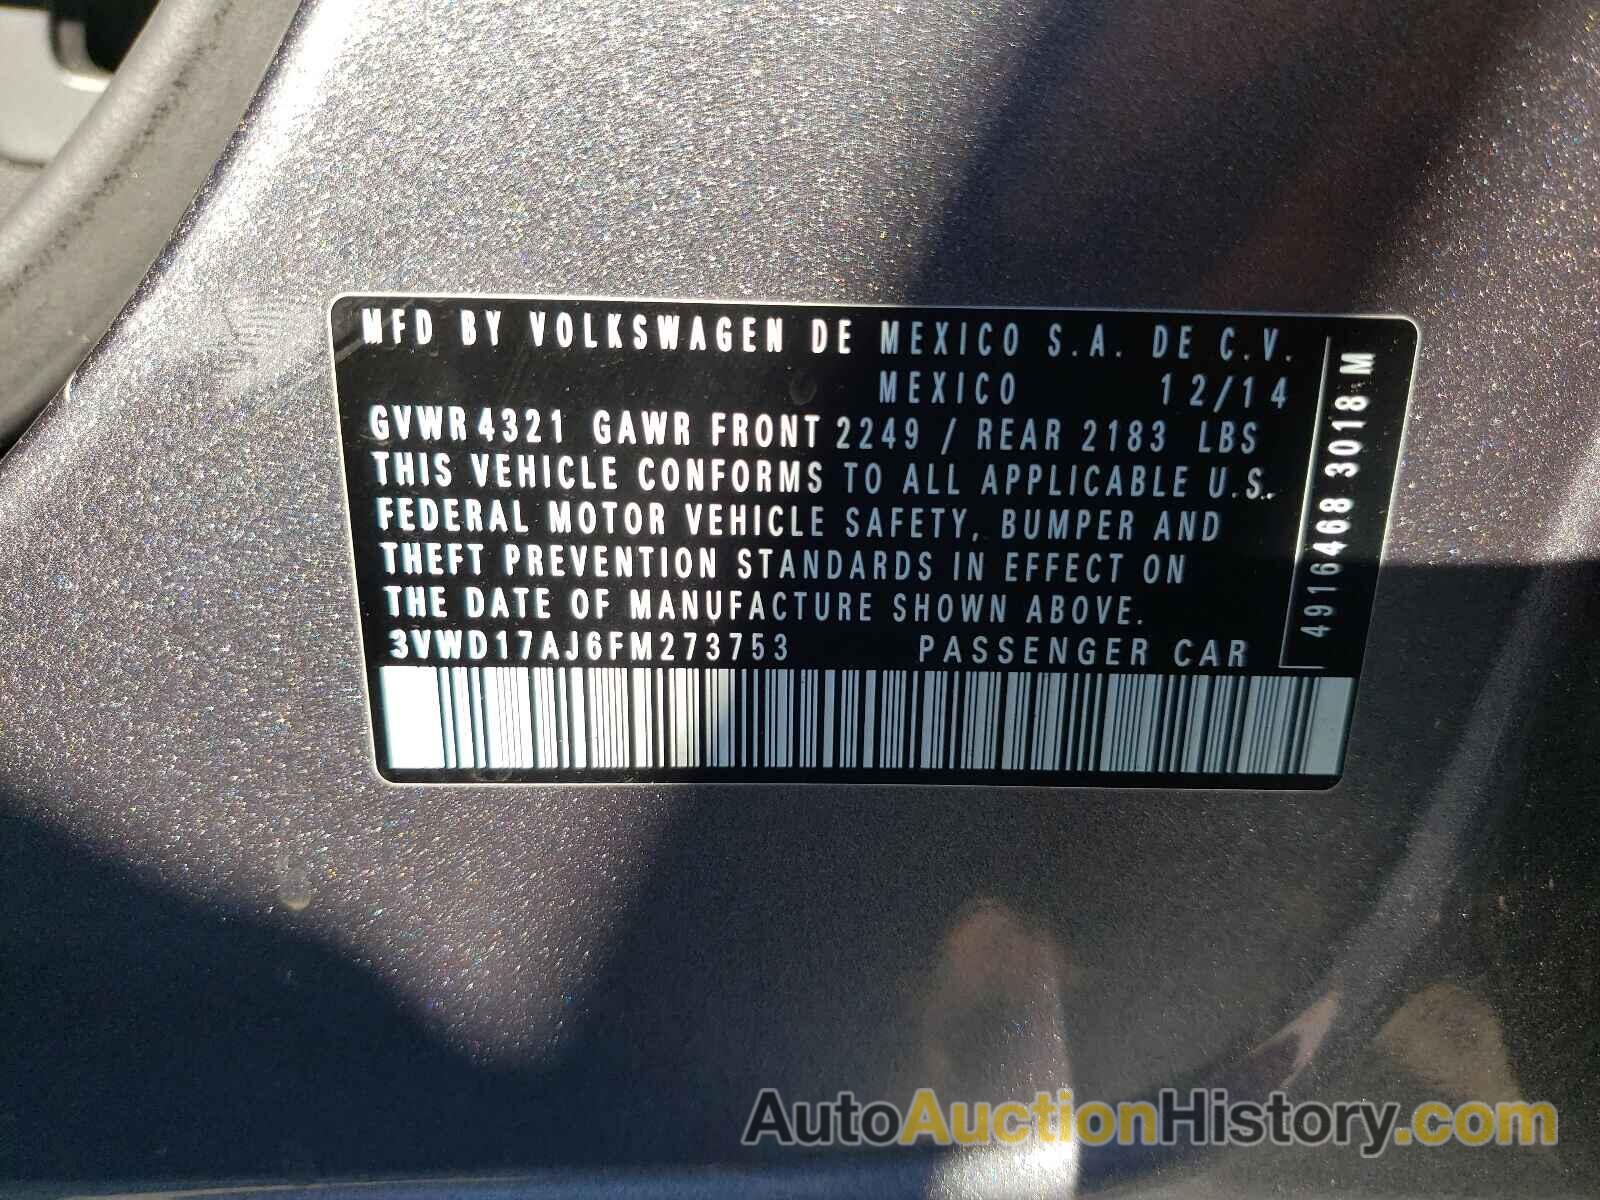 MFD BY VOLKSWAGEN DE MEXICO S.A. DE C.V.
MEXICO 12/14
GVWR 4321 GAWR FRONT 2249 / REAR 2183 LBS
THIS VEHICLE CONFORMS TO ALL APPLICABLE U.S.
FEDERAL MOTOR VEHICLE SAFETY, BUMPER AND
THEFT PREVENTION STANDARDS IN EFFECT ON
THE DATE OF MANUFACTURE SHOWN ABOVE.
3VWD17AJ6FM273753 PASSENGER CAR
4916468 3018 M
AutoAuctionHistory.com